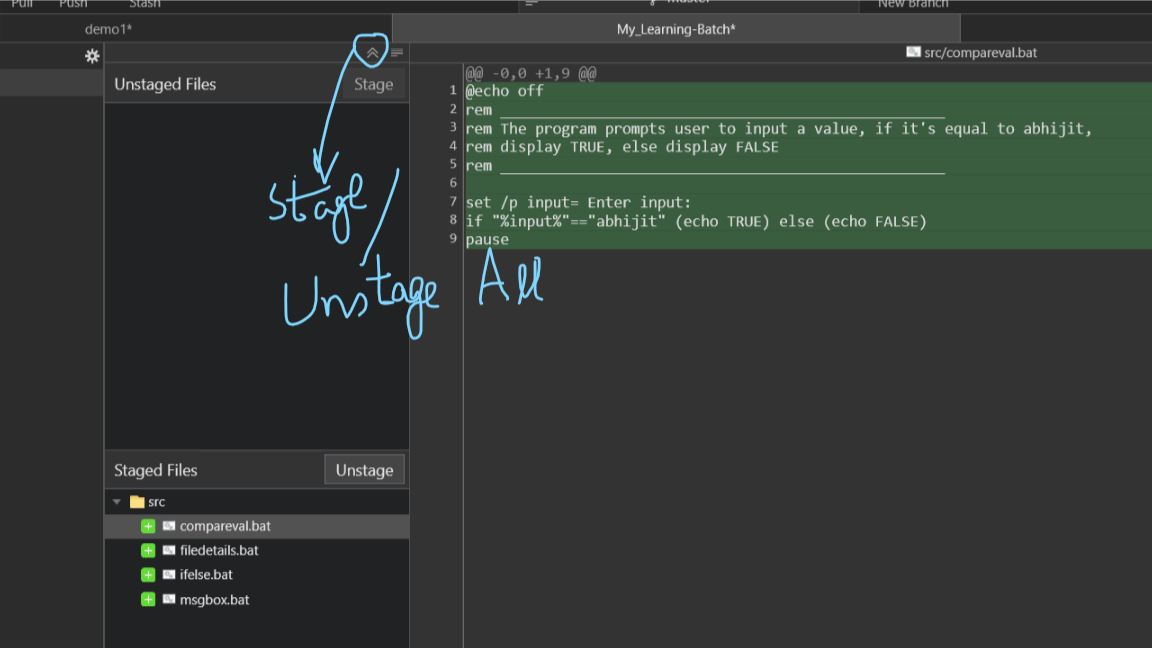 Pull Push Stash master New Branch
demo1* My_Learning-Batch*
src/compareval.bat
Unstaged Files Stage
@@ -0,0 +1,9 @@
1 @echo off
2 rem ________________________________________
3 rem The program prompts user to input a value, if it's equal to abhijit,
4 rem display TRUE, else display FALSE
5 rem ________________________________________
6
7 set /p input= Enter input:
8 if "%input%"=="abhijit" (echo TRUE) else (echo FALSE)
9 pause
Stage /
Unstage All
Staged Files Unstage
src
compareval.bat
filedetails.bat
ifelse.bat
msgbox.bat